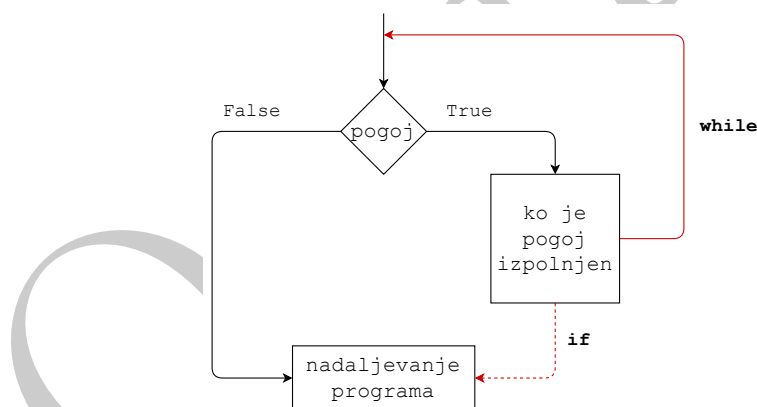 False
True
pogoj
while
ko je
pogoj
izpolnjen
if
nadaljevanje
programa